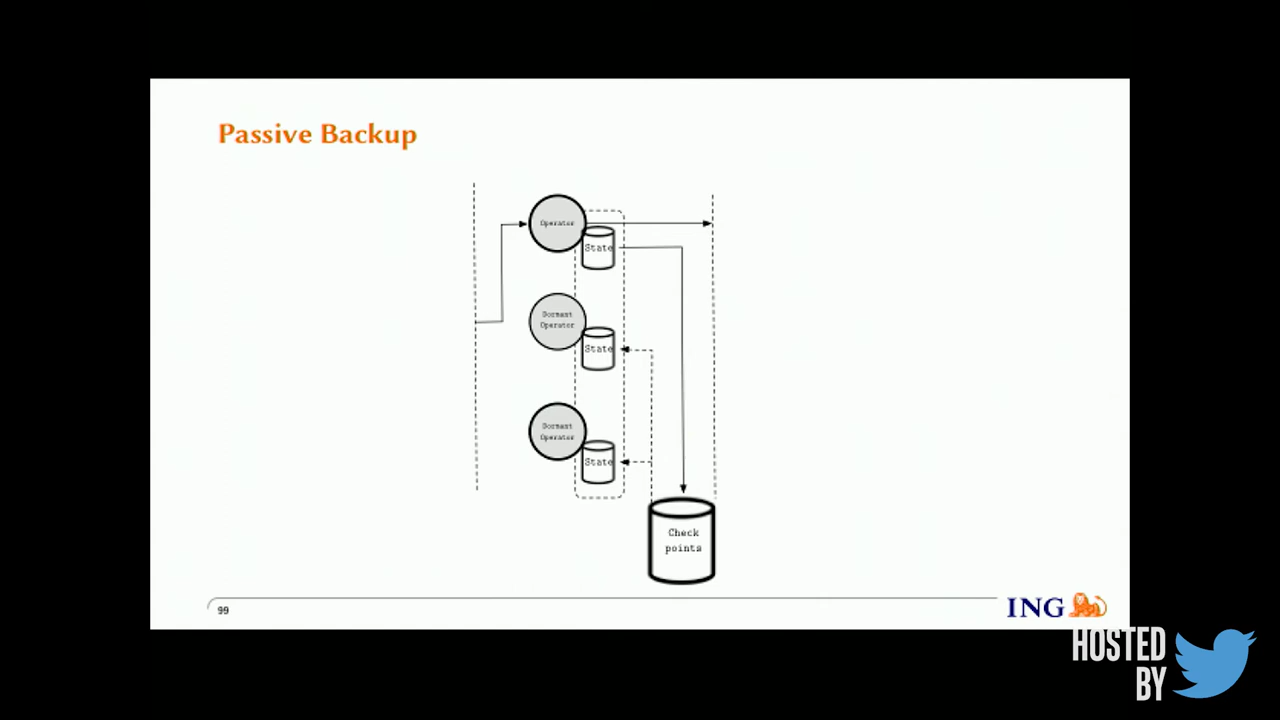 Passive Backup
Operator
State
Dormant
Operator
State
Dormant
Operator
State
Check
points
99
ING
HOSTED
BY